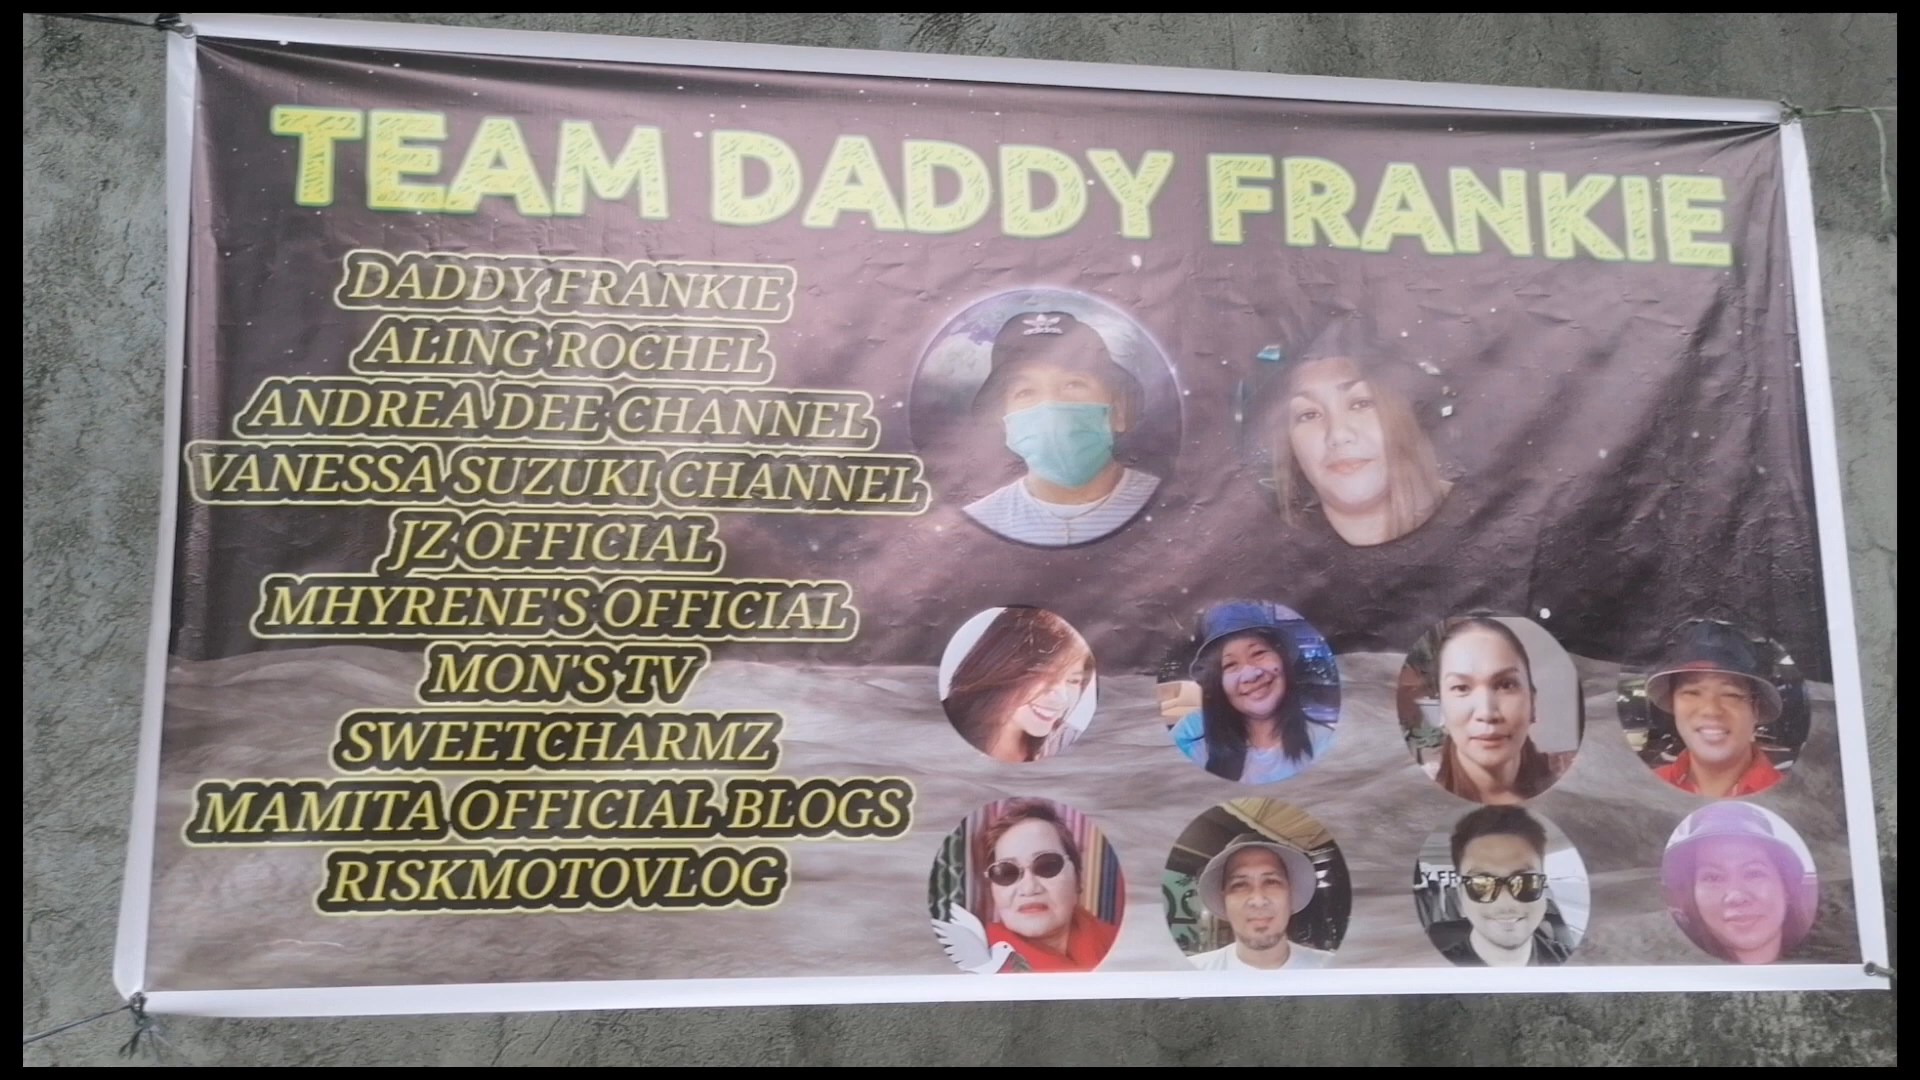 TEAM DADDY FRANKIE
DADDY FRANKIE
ALING ROCHEL
ANDREA DEE CHANNEL
VANESSA SUZUKI CHANNEL
JZ OFFICIAL
MHYRENE'S OFFICIAL
MON'S TV
SWEETCHARMZ
MAMITA OFFICIAL BLOGS
RISKMOTOVLOG
adidas